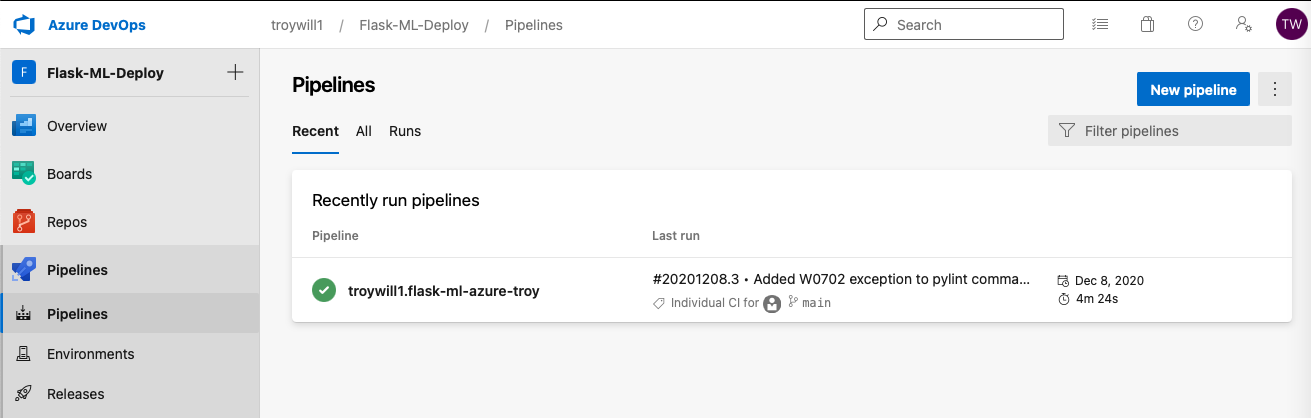 Azure DevOps
troywill1 / Flask-ML-Deploy / Pipelines
Search
TW
F Flask-ML-Deploy
Overview
Boards
Repos
Pipelines
Pipelines
Environments
Releases
Pipelines
New pipeline
Recent All Runs
Filter pipelines
Recently run pipelines
Pipeline Last run
troywill1.flask-ml-azure-troy
#20201208.3 • Added W0702 exception to pylint comma...
Individual CI for main
Dec 8, 2020
4m 24s